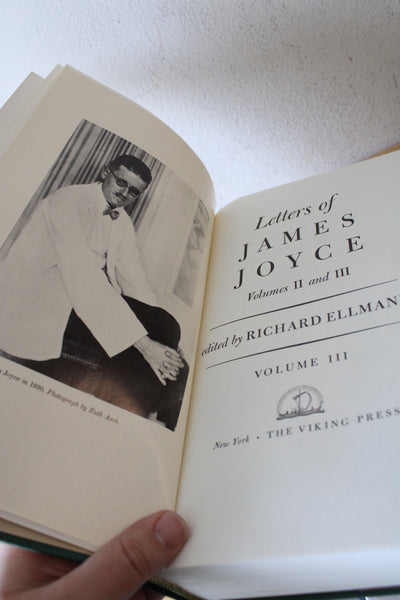 Joyce in 1930. Photograph by Ruth Asch.
Letters of
JAMES
JOYCE
Volumes II and III
edited by RICHARD ELLMANN
VOLUME III
New York · THE VIKING PRESS